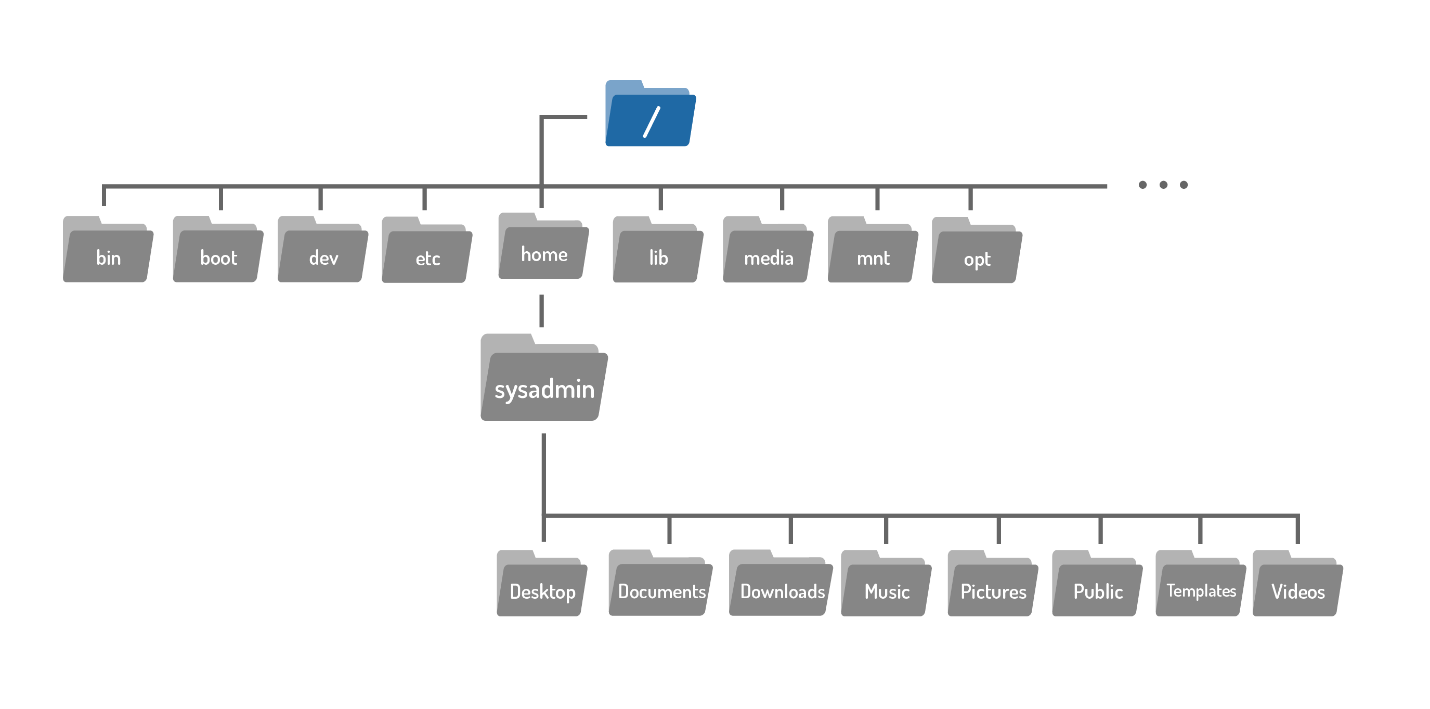 /
bin
boot
dev
etc
home
lib
media
mnt
opt
sysadmin
Desktop
Documents
Downloads
Music
Pictures
Public
Templates
Videos